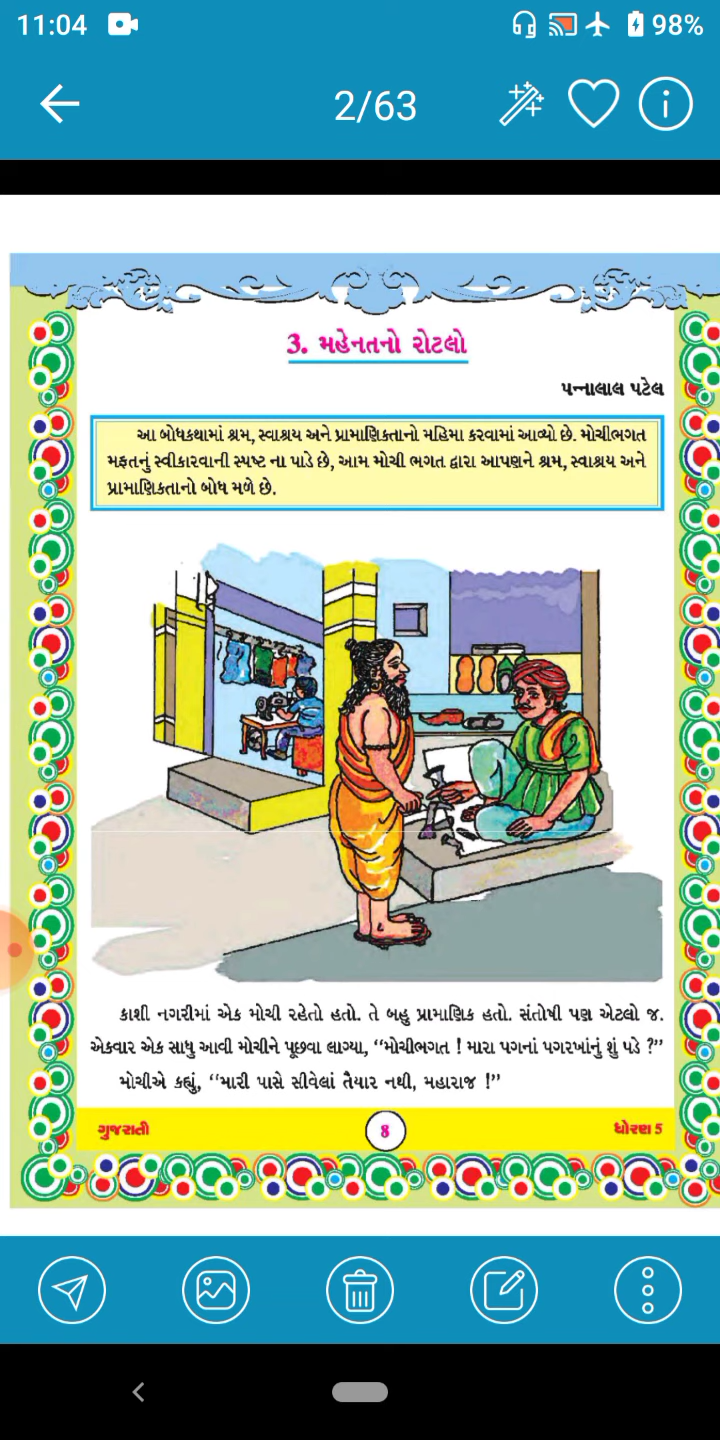 11:04
98%
2/63
3. મહેનતનો રોટલો
પન્નાલાલ પટેલ
આ બોધકથામાં શ્રમ, સ્વાશ્રય અને પ્રામાણિકતાનો મહિમા કરવામાં આવ્યો છે. મોચીભગત
મફતનું સ્વીકારવાની સ્પષ્ટ ના પાડે છે, આમ મોચી ભગત દ્વારા આપણને શ્રમ, સ્વાશ્રય અને
પ્રામાણિકતાનો બોધ મળે છે.
કાશી નગરીમાં એક મોચી રહેતો હતો. તે બહુ પ્રામાણિક હતો. સંતોષી પણ એટલો જ.
એકવાર એક સાધુ આવી મોચીને પૂછવા લાગ્યા, “મોચીભગત ! મારા પગનાં પગરખાંનું શું પડે ?”
મોચીએ કહ્યું, “મારી પાસે સીવેલાં તૈયાર નથી, મહારાજ !”
ગુજરાતી
8
ધોરણ 5